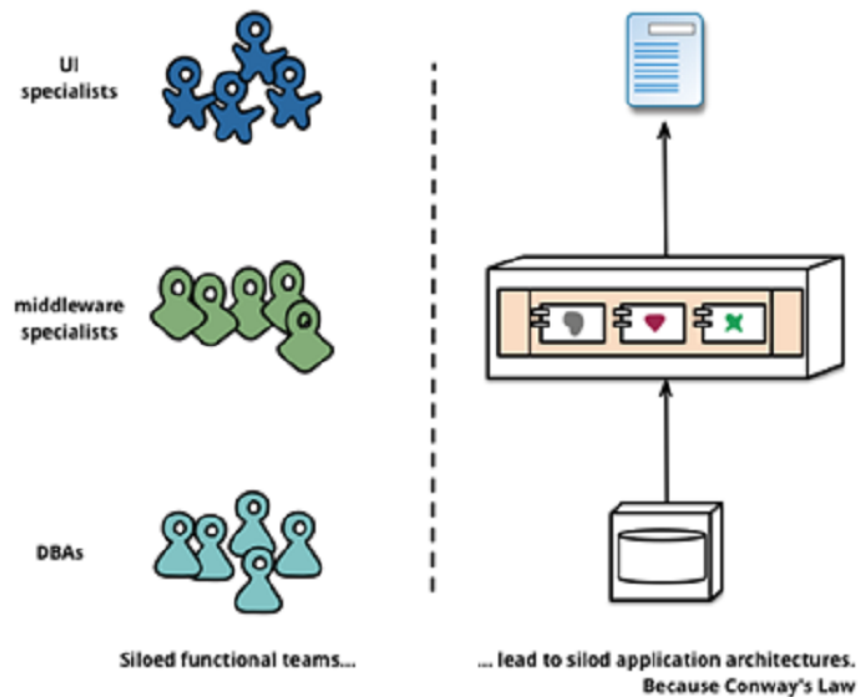 UI
specialists
middleware
specialists
DBAs
Siloed functional teams...
... lead to silod application architectures.
Because Conway's Law